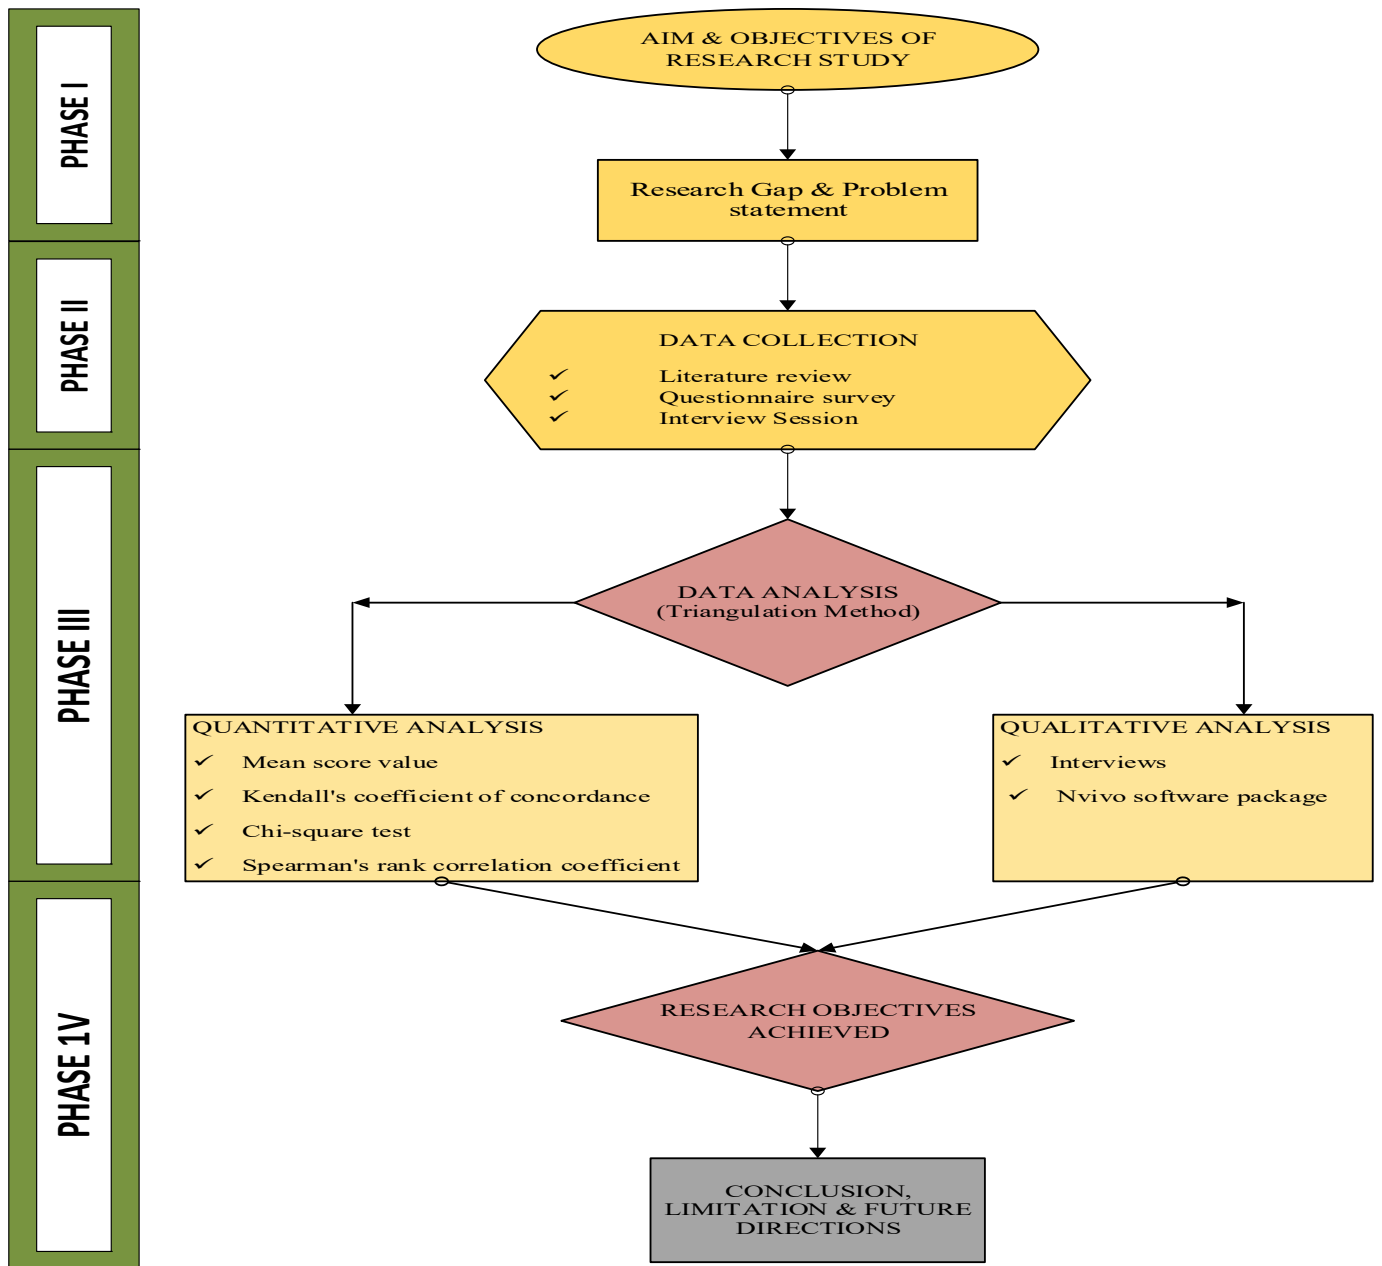 PHASE I
AIM & OBJECTIVES OF
RESEARCH STUDY
Research Gap & Problem
statement
PHASE II
DATA COLLECTION
✓ Literature review
✓ Questionnaire survey
✓ Interview Session
PHASE III
DATA ANALYSIS
(Triangulation Method)
QUANTITATIVE ANALYSIS
✓ Mean score value
✓ Kendall's coefficient of concordance
✓ Chi-square test
✓ Spearman's rank correlation coefficient
QUALITATIVE ANALYSIS
✓ Interviews
✓ Nvivo software package
PHASE 1V
RESEARCH OBJECTIVES
ACHIEVED
CONCLUSION,
LIMITATION & FUTURE
DIRECTIONS